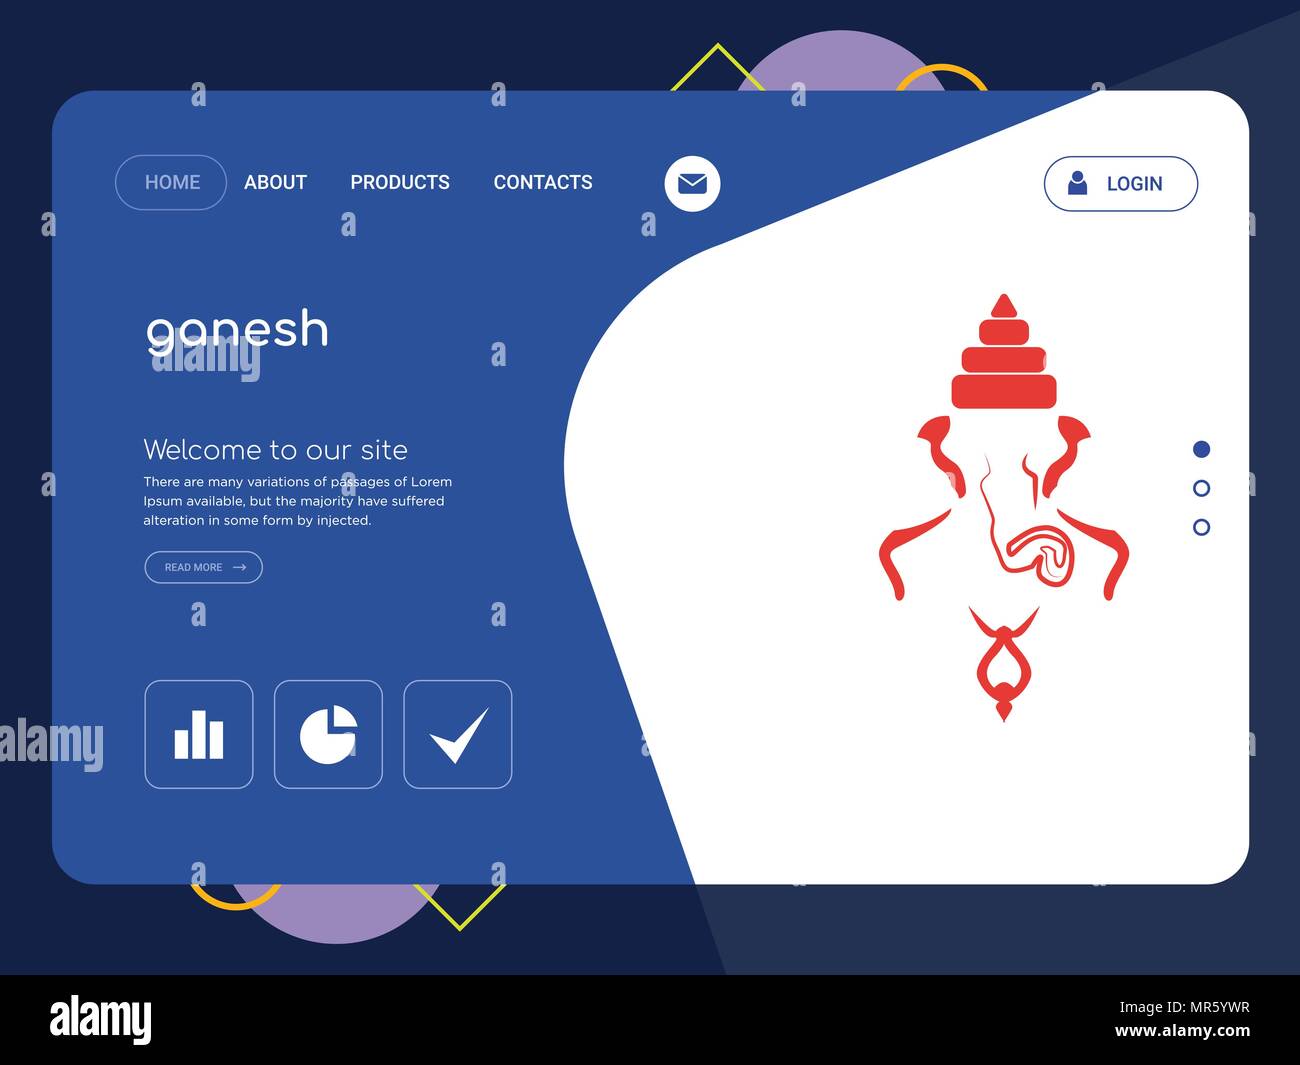 HOME ABOUT PRODUCTS CONTACTS LOGIN
ganesh
Welcome to our site
There are many variations of passages of Lorem
Ipsum available, but the majority have suffered
alteration in some form by injected.
READ MORE
a
alamy
alamy
alamy
Image ID: MR5YWR
www.alamy.com